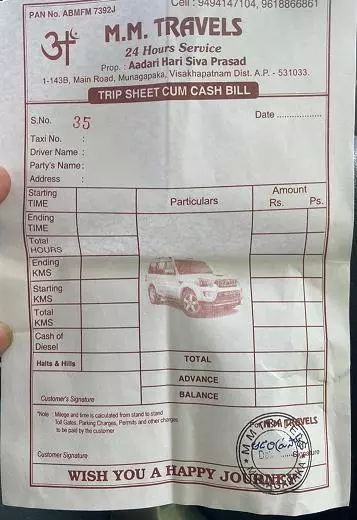 PAN No. ABMFM 7392J
Cell : 9494147104, 9618866861
M.M. TRAVELS
24 Hours Service
Prop. : Aadari Hari Siva Prasad
1-143B, Main Road, Munagapaka, Visakhapatnam Dist. A.P. - 531033.
TRIP SHEET CUM CASH BILL
S.No. 35
Date .................
Taxi No. :
Driver Name :
Party's Name :
Address :
Starting TIME
Particulars
Amount
Rs. Ps.
Ending TIME
Total HOURS
Ending KMS
Starting KMS
Total KMS
Cash of Diesel
Halts & Hills
TOTAL
ADVANCE
BALANCE
Customer's Signature
*Note : Milege and time is calculated from stand to stand
Toll Gates, Parking Charges, Permits and other charges
to be paid by the customer
For M.M. TRAVELS
Customer Signature
Signature
WISH YOU A HAPPY JOURNEY